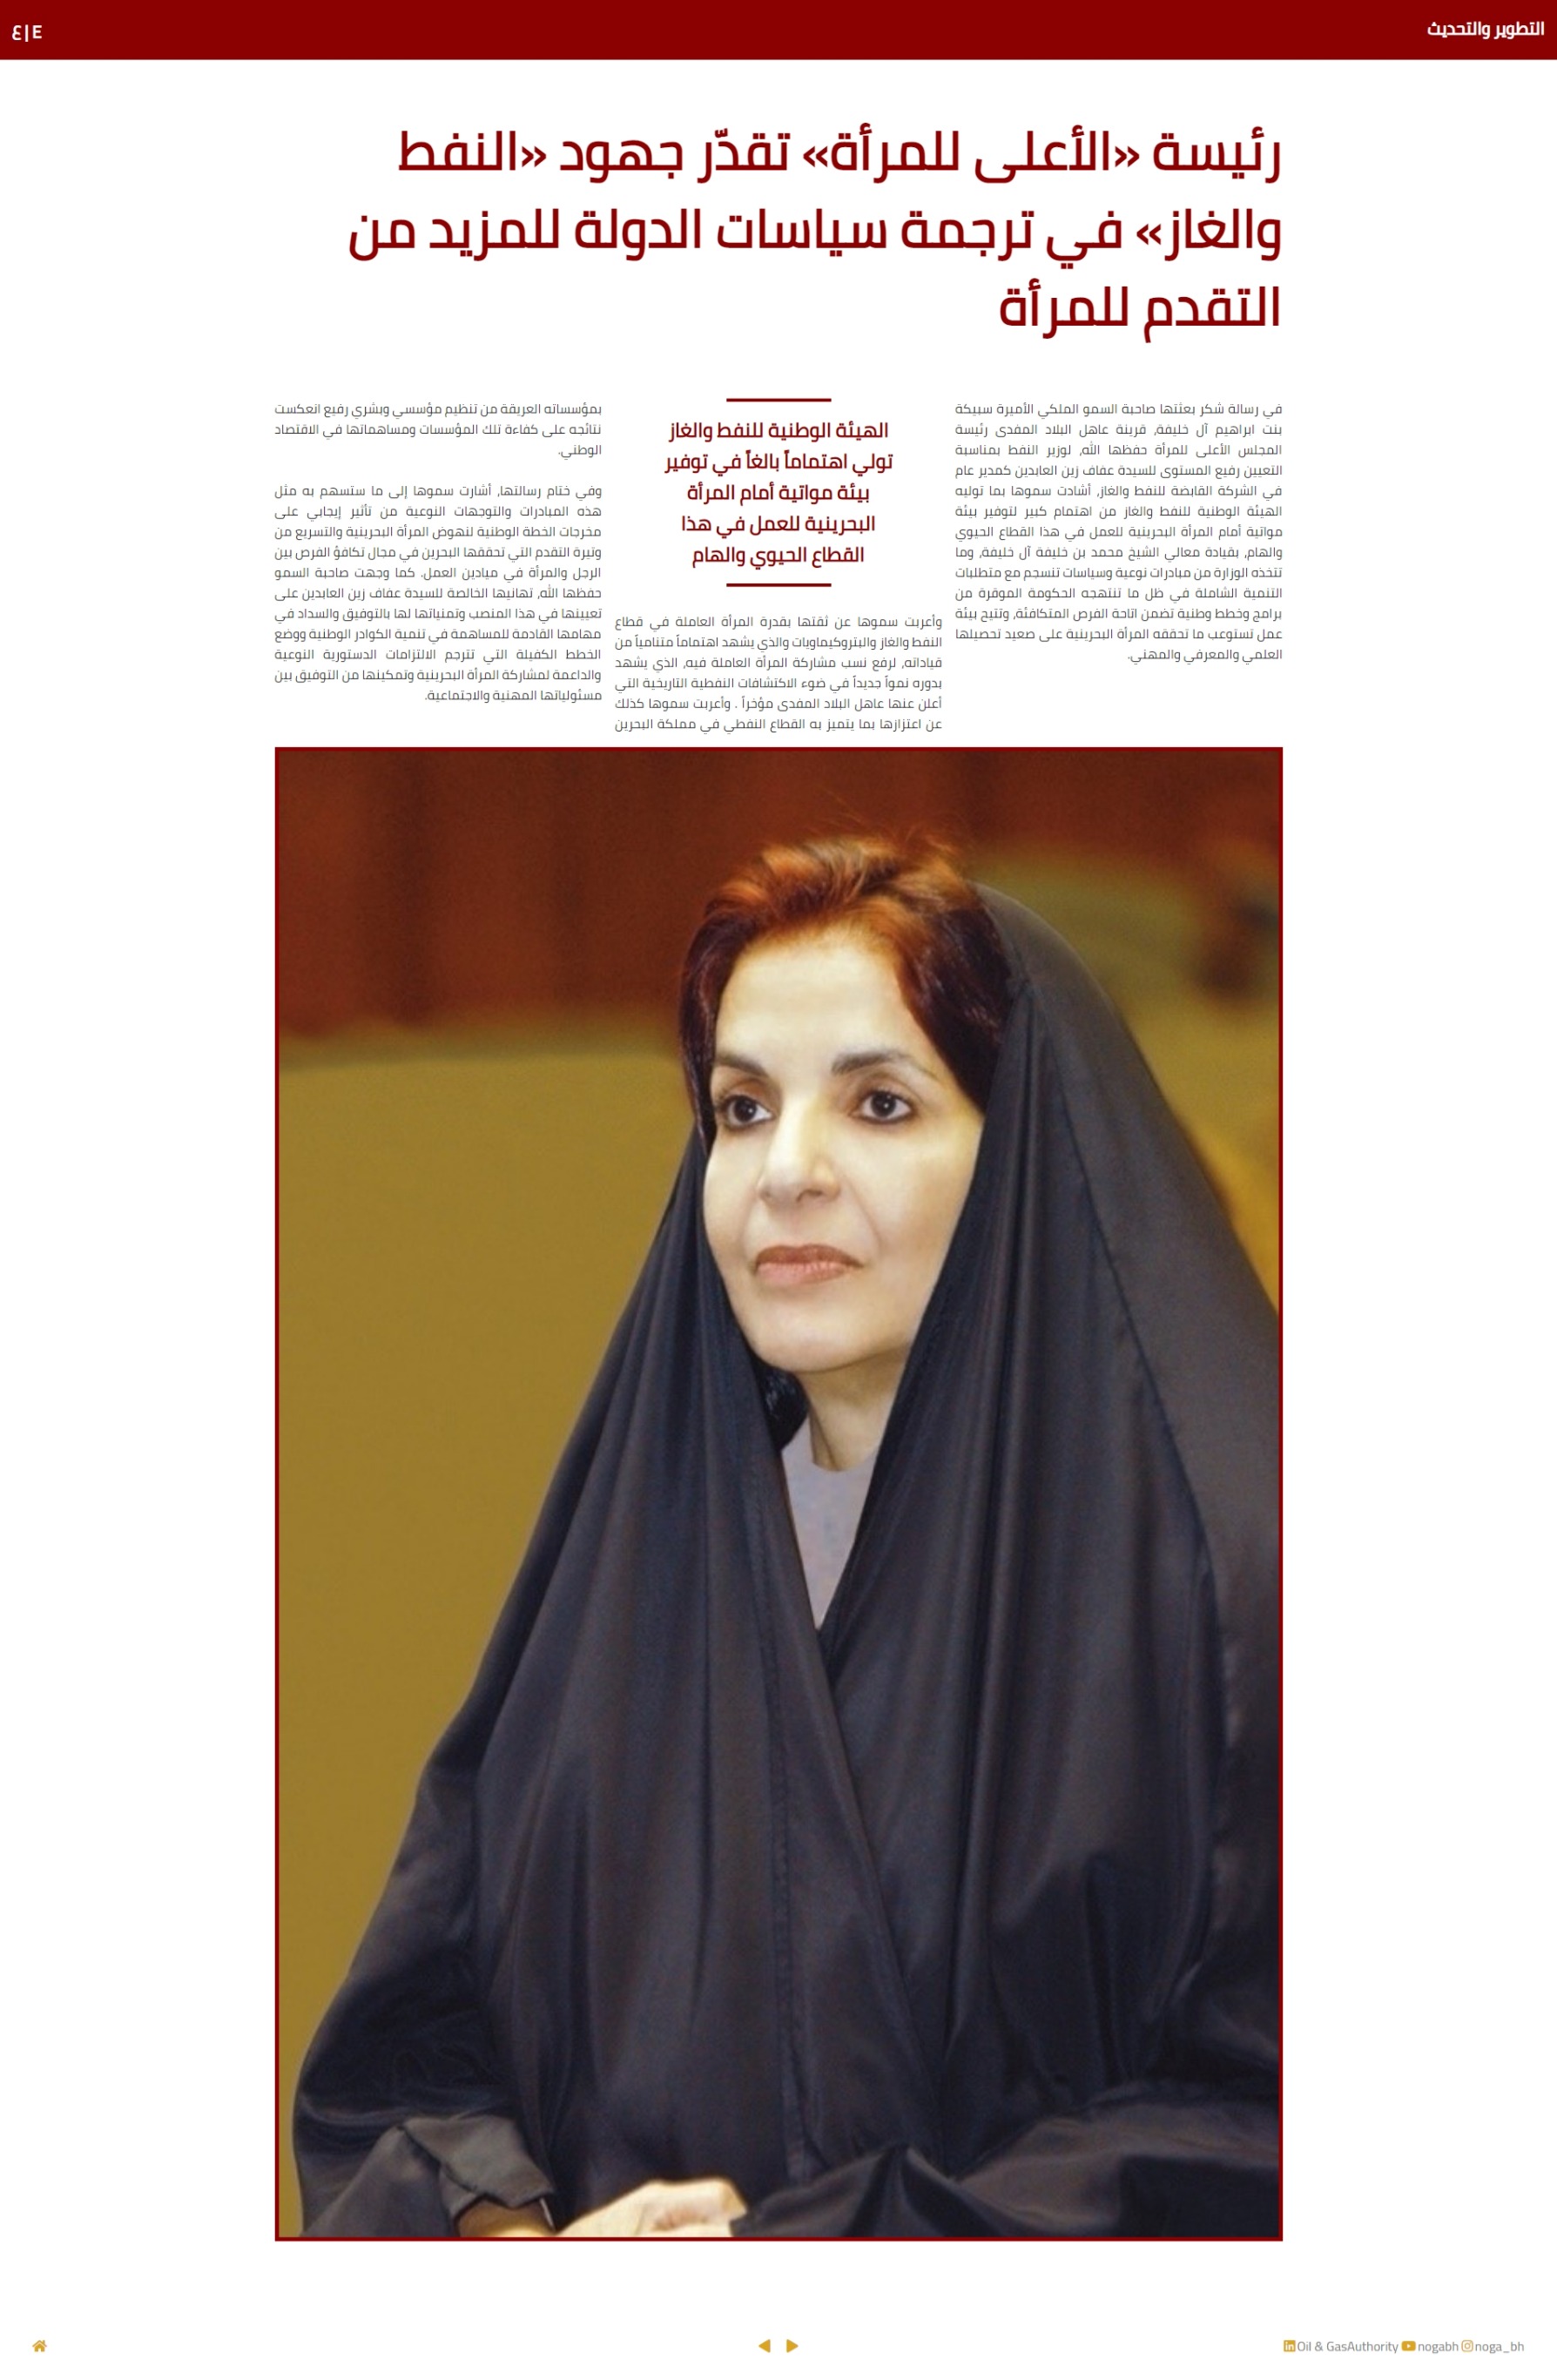 التطوير والتحديث
ع|E
رئيسة «الأعلى للمرأة» تقدّر جهود «النفط
والغاز» في ترجمة سياسات الدولة للمزيد من
التقدم للمرأة
في رسالة شكر بعثتها صاحبة السمو الملكي الأميرة سبيكة
بنت ابراهيم آل خليفة، قرينة عاهل البلاد المفدى رئيسة
المجلس الأعلى للمرأة حفظها الله، لوزير النفط بمناسبة
التعيين رفيع المستوى للسيدة عفاف زين العابدين كمدير عام
في الشركة القابضة للنفط والغاز، أشادت سموها بما توليه
الهيئة الوطنية للنفط والغاز من اهتمام كبير لتوفير بيئة
مواتية أمام المرأة البحرينية للعمل في هذا القطاع الحيوي
والهام، بقيادة معالي الشيخ محمد بن خليفة آل خليفة، وما
تتخذه الوزارة من مبادرات نوعية وسياسات تنسجم مع متطلبات
التنمية الشاملة في ظل ما تنتهجه الحكومة الموقرة من
برامج وخطط وطنية تضمن اتاحة الفرص المتكافئة، وتتيح بيئة
عمل تستوعب ما تحققه المرأة البحرينية على صعيد تحصيلها
العلمي والمعرفي والمهني.
الهيئة الوطنية للنفط والغاز
تولي اهتماماً بالغاً في توفير
بيئة مواتية أمام المرأة
البحرينية للعمل في هذا
القطاع الحيوي والهام
وأعربت سموها عن ثقتها بقدرة المرأة العاملة في قطاع
النفط والغاز والبتروكيماويات والذي يشهد اهتماماً متنامياً من
قياداته، لرفع نسب مشاركة المرأة العاملة فيه، الذي يشهد
بدوره نمواً جديداً في ضوء الاكتشافات النفطية التاريخية التي
أعلن عنها عاهل البلاد المفدى مؤخراً . وأعربت سموها كذلك
عن اعتزازها بما يتميز به القطاع النفطي في مملكة البحرين
بمؤسساته العريقة من تنظيم مؤسسي وبشري رفيع انعكست
نتائجه على كفاءة تلك المؤسسات ومساهماتها في الاقتصاد
الوطني.
وفي ختام رسالتها، أشارت سموها إلى ما ستسهم به مثل
هذه المبادرات والتوجهات النوعية من تأثير إيجابي على
مخرجات الخطة الوطنية لنهوض المرأة البحرينية والتسريع من
وتيرة التقدم التي تحققها البحرين في مجال تكافؤ الفرص بين
الرجل والمرأة في ميادين العمل. كما وجهت صاحبة السمو
حفظها الله، تهانيها الخالصة للسيدة عفاف زين العابدين على
تعيينها في هذا المنصب وتمنياتها لها بالتوفيق والسداد في
مهامها القادمة للمساهمة في تنمية الكوادر الوطنية ووضع
الخطط الكفيلة التي تترجم الالتزامات الدستورية النوعية
والداعمة لمشاركة المرأة البحرينية وتمكينها من التوفيق بين
مسئولياتها المهنية والاجتماعية.
Oil & GasAuthority nogabh noga_bh